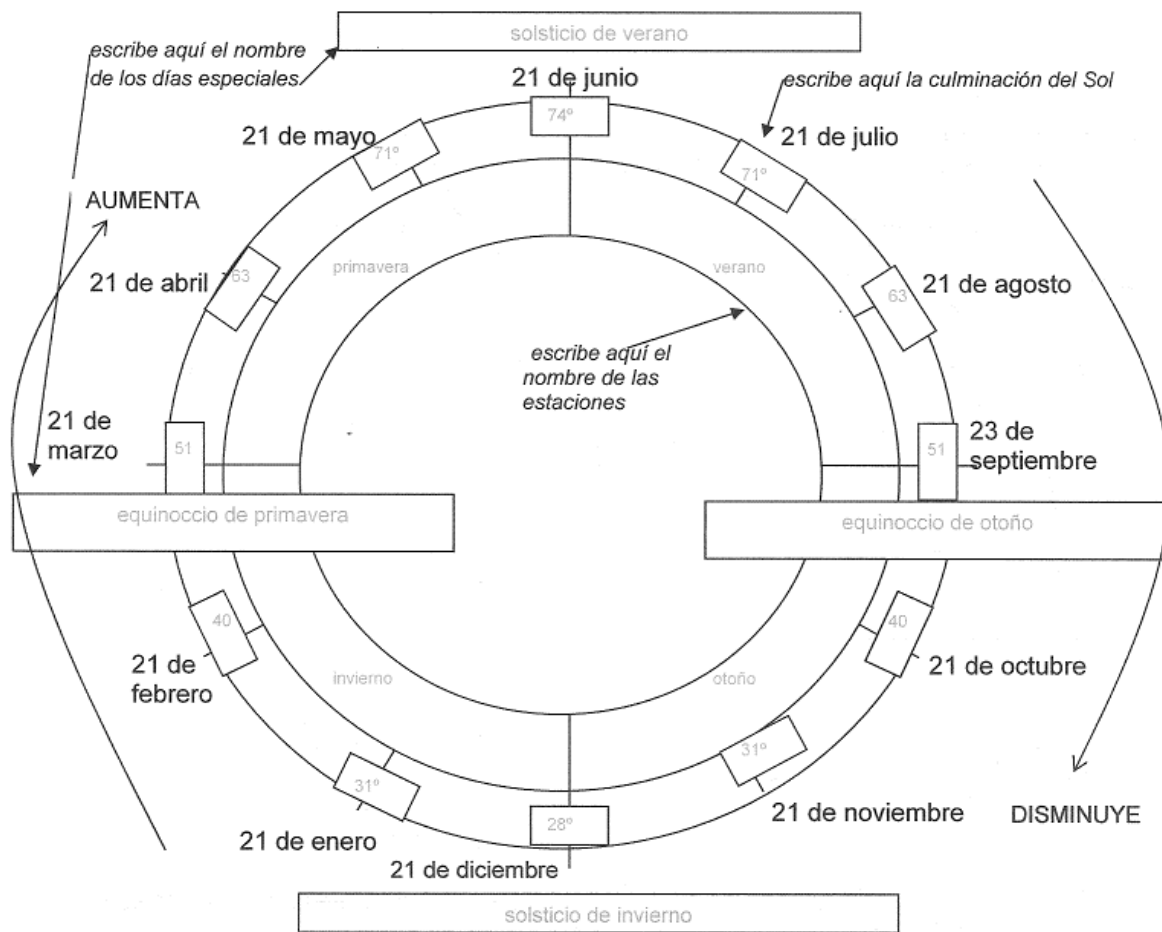 solsticio de verano
escribe aquí el nombre
de los días especiales
21 de junio
escribe aquí la culminación del Sol
74º
21 de mayo
71º
21 de julio
71º
AUMENTA
21 de abril
63
primavera
verano
21 de agosto
63
escribe aquí el
nombre de las
estaciones
21 de
marzo
51
23 de
septiembre
51
equinoccio de primavera
equinoccio de otoño
40
21 de
febrero
40
21 de octubre
invierno
otoño
31º
21 de enero
31º
21 de noviembre
DISMINUYE
28º
21 de diciembre
solsticio de invierno